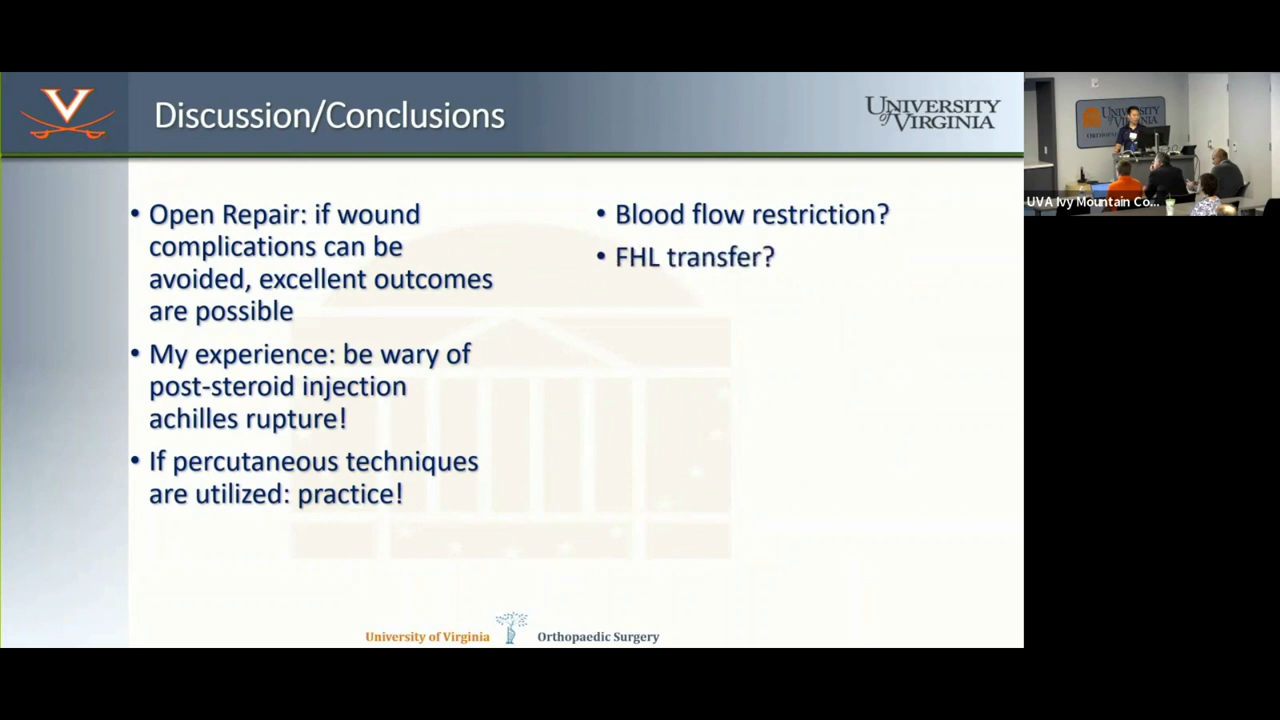 Discussion/Conclusions
UNIVERSITY
of VIRGINIA
• Open Repair: if wound
complications can be
avoided, excellent outcomes
are possible
• My experience: be wary of
post-steroid injection
achilles rupture!
• If percutaneous techniques
are utilized: practice!
• Blood flow restriction?
• FHL transfer?
University of Virginia
Orthopaedic Surgery
UNIVERSITY
VIRGINIA
UVA Ivy Mountain Co...